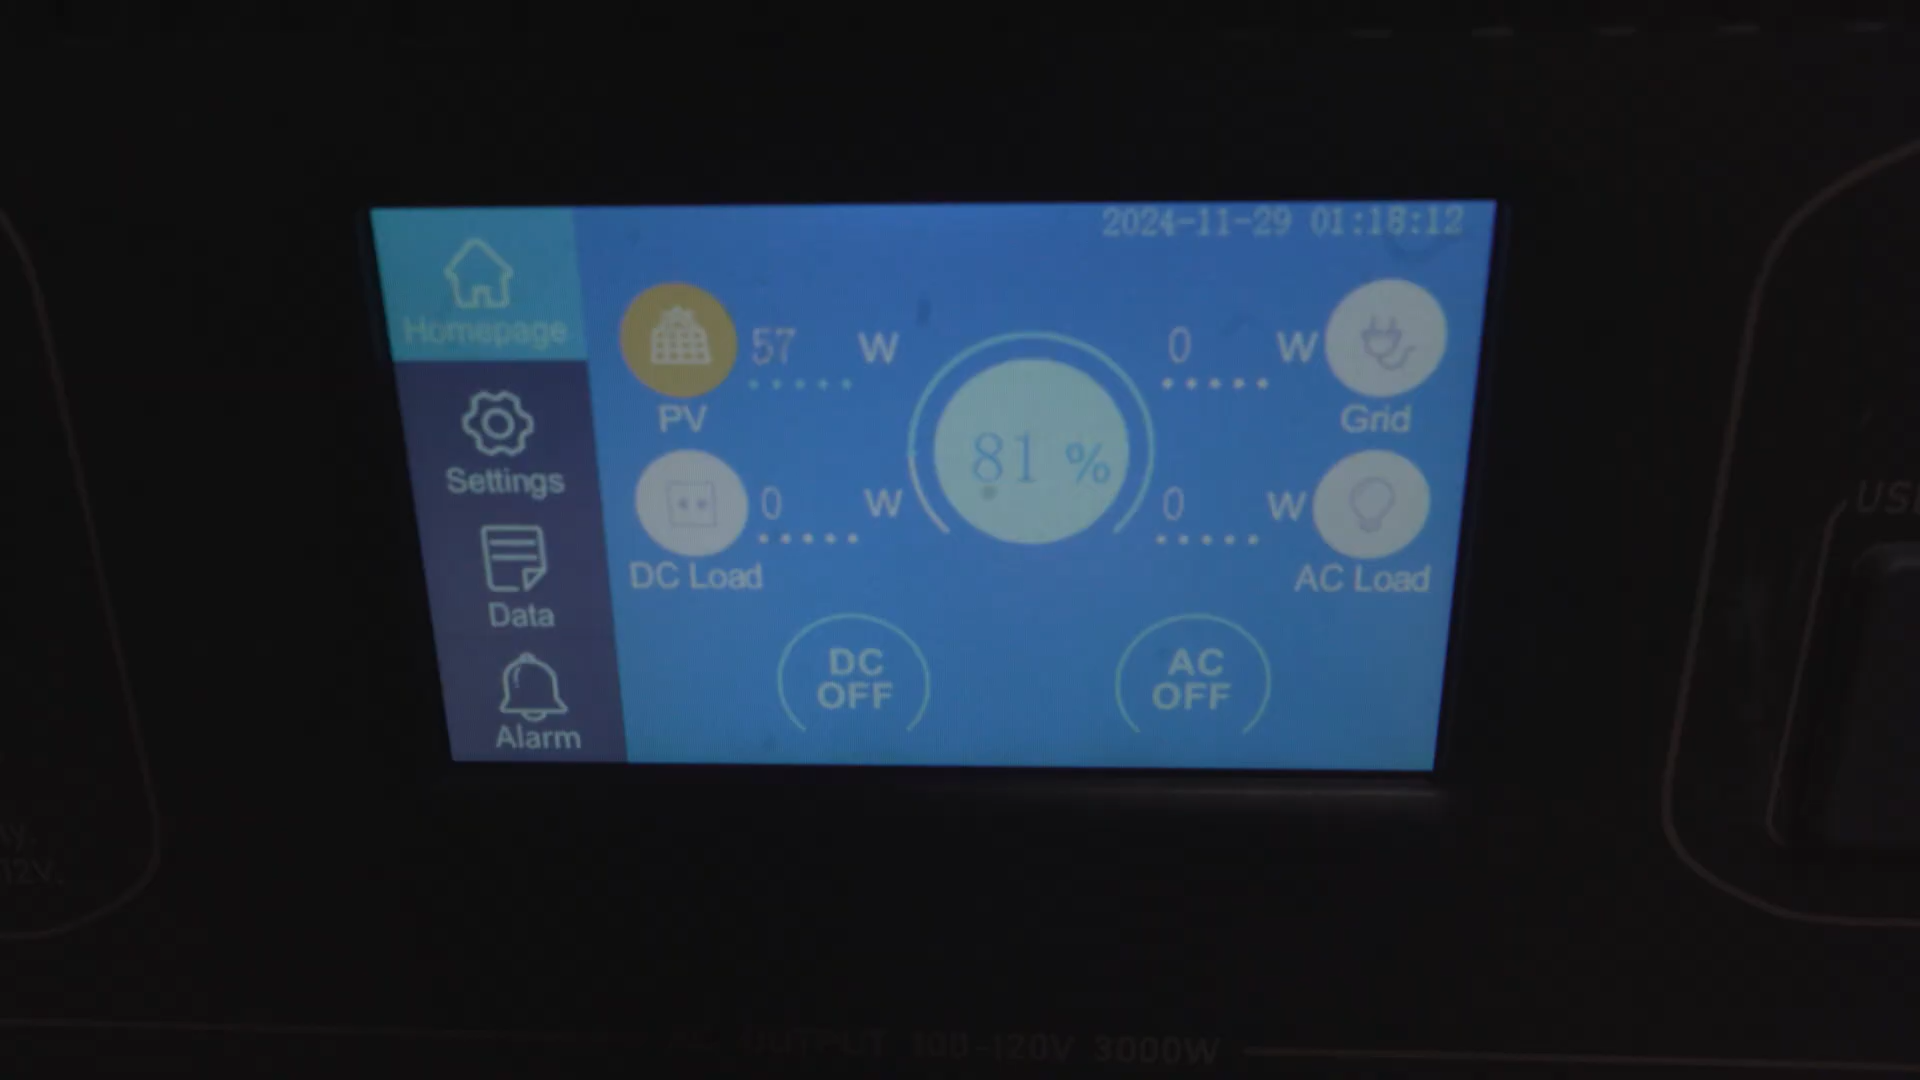 2024-11-29 01:18:12
Homepage
57 W
0 W
PV
Grid
81 %
Settings
0 W
0 W
DC Load
AC Load
Data
DC
OFF
AC
OFF
Alarm
12V.
AC OUTPUT 100-120V 3000W